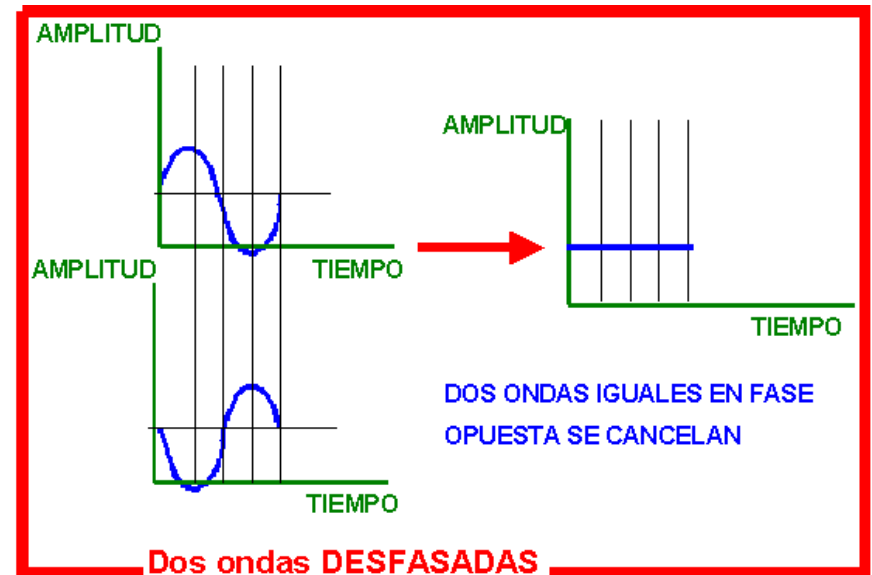 AMPLITUD
TIEMPO
AMPLITUD
TIEMPO
AMPLITUD
TIEMPO
DOS ONDAS IGUALES EN FASE
OPUESTA SE CANCELAN
Dos ondas DESFASADAS